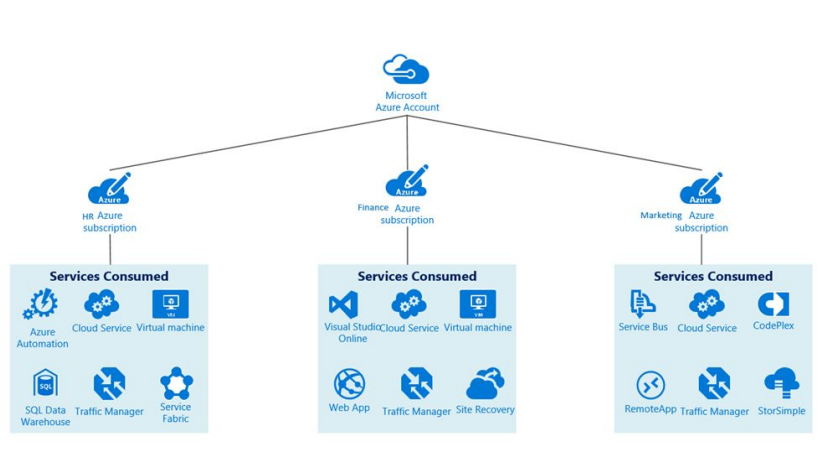 Microsoft
Azure Account
Azure
HR Azure
subscription
Azure
Finance Azure
subscription
Azure
Marketing Azure
subscription
Services Consumed
Azure
Automation
Cloud Service
VM
Virtual machine
SQL
SQL Data
Warehouse
Traffic Manager
Service
Fabric
Services Consumed
Visual Studio
Online
Cloud Service
VM
Virtual machine
Web App
Traffic Manager
Site Recovery
Services Consumed
Service Bus
Cloud Service
CodePlex
RemoteApp
Traffic Manager
StorSimple